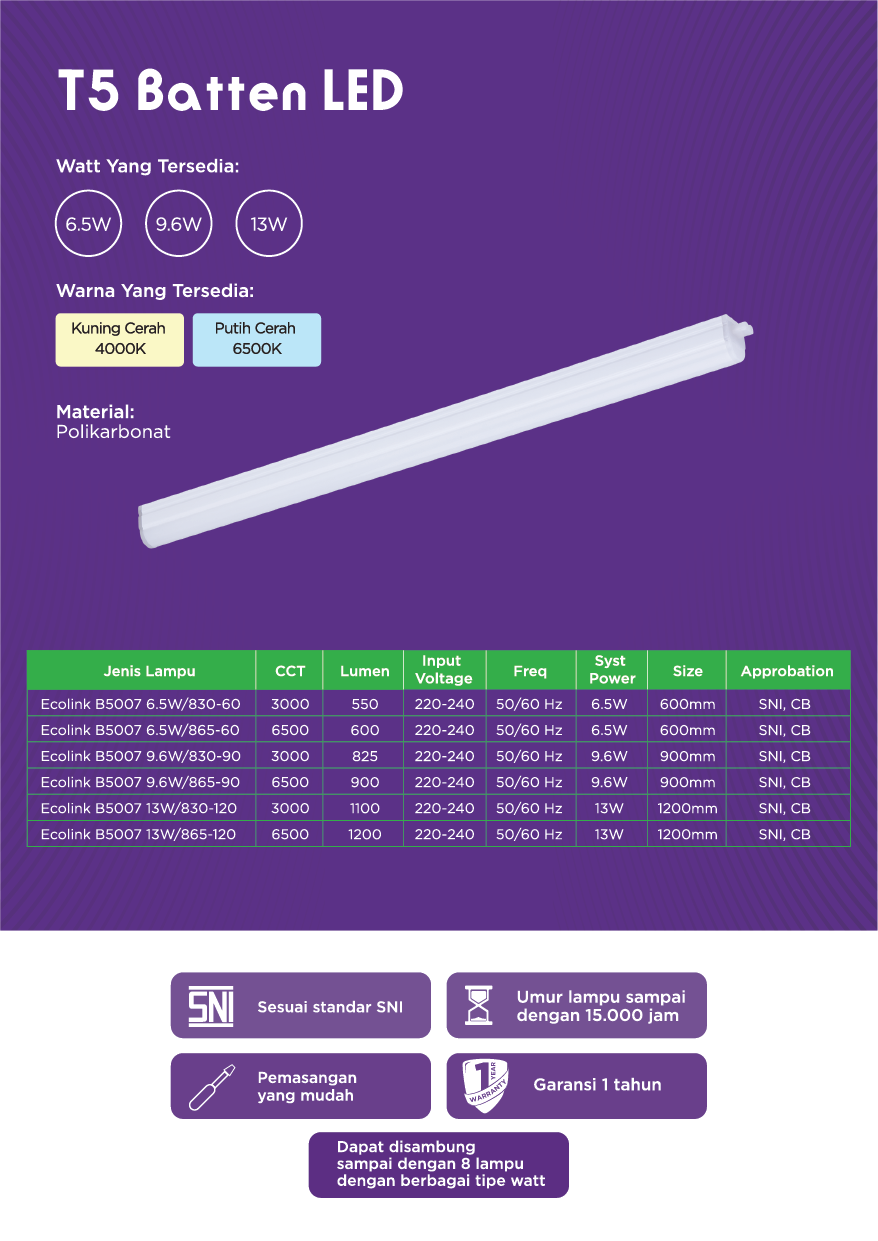 T5 Batten LED
Watt Yang Tersedia:
6.5W 9.6W 13W
Warna Yang Tersedia:
Kuning Cerah
4000K
Putih Cerah
6500K
Material:
Polikarbonat
Jenis Lampu CCT Lumen Input Voltage Freq Syst Power Size Approbation
Ecolink B5007 6.5W/830-60 3000 550 220-240 50/60 Hz 6.5W 600mm SNI, CB
Ecolink B5007 6.5W/865-60 6500 600 220-240 50/60 Hz 6.5W 600mm SNI, CB
Ecolink B5007 9.6W/830-90 3000 825 220-240 50/60 Hz 9.6W 900mm SNI, CB
Ecolink B5007 9.6W/865-90 6500 900 220-240 50/60 Hz 9.6W 900mm SNI, CB
Ecolink B5007 13W/830-120 3000 1100 220-240 50/60 Hz 13W 1200mm SNI, CB
Ecolink B5007 13W/865-120 6500 1200 220-240 50/60 Hz 13W 1200mm SNI, CB
SNI
Sesuai standar SNI
Umur lampu sampai
dengan 15.000 jam
Pemasangan
yang mudah
1 YEAR
WARRANTY
Garansi 1 tahun
Dapat disambung
sampai dengan 8 lampu
dengan berbagai tipe watt